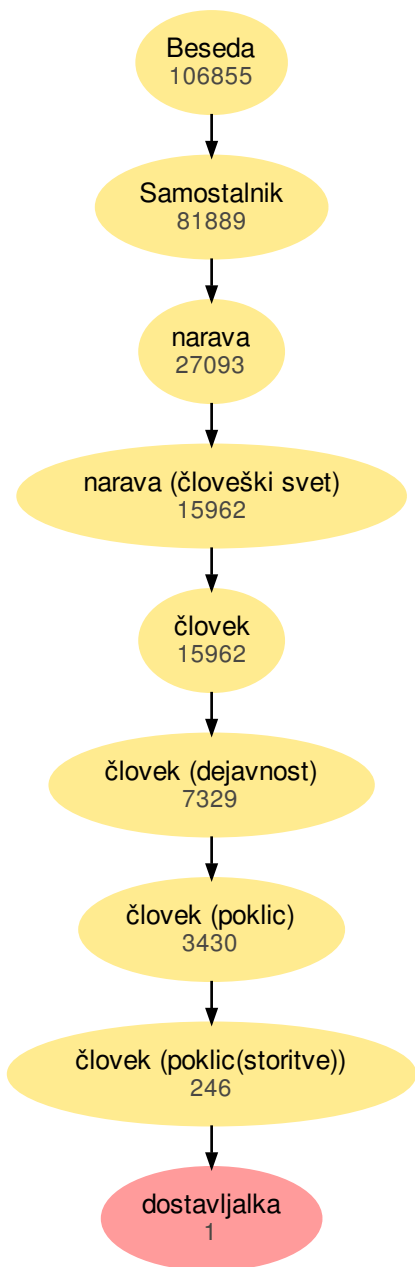 Beseda
106855
Samostalnik
81889
narava
27093
narava (človeški svet)
15962
človek
15962
človek (dejavnost)
7329
človek (poklic)
3430
človek (poklic(storitve))
246
dostavljalka
1